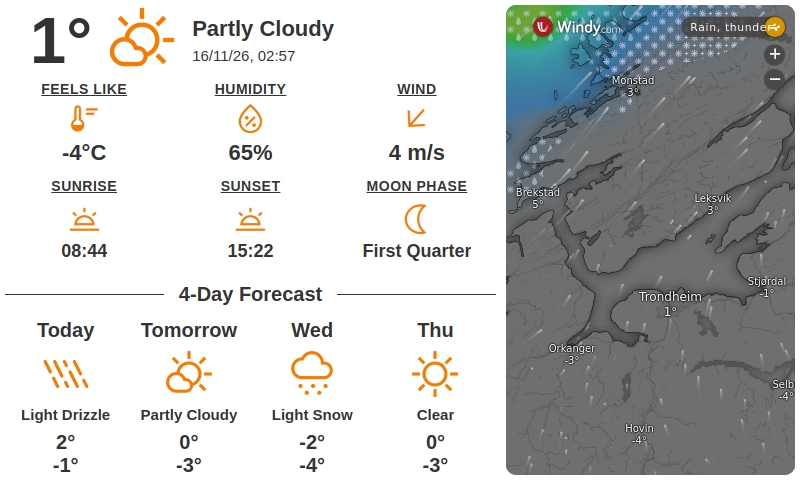 1°
Partly Cloudy
16/11/26, 02:57
FEELS LIKE HUMIDITY WIND
-4°C 65% 4 m/s
SUNRISE SUNSET MOON PHASE
08:44 15:22 First Quarter
4-Day Forecast
Today Tomorrow Wed Thu
Light Drizzle Partly Cloudy Light Snow Clear
2° 0° -2° 0°
-1° -3° -4° -3°
Windy.com
Rain, thunde
+
−
Monstad
3°
Brekstad
5°
Leksvik
3°
Stjørdal
-1°
Trondheim
1°
Orkanger
-3°
Selb
-4°
Hovin
-4°